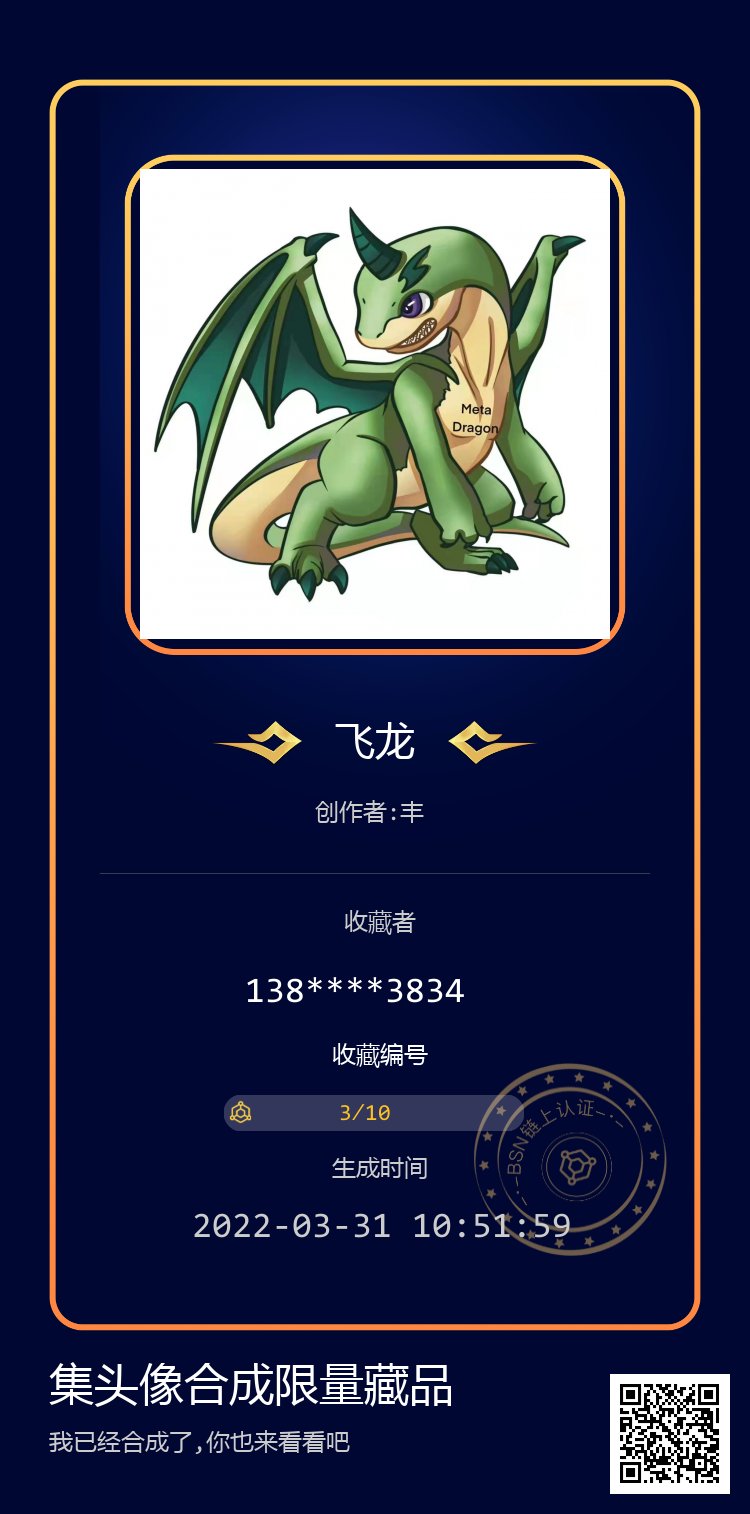 Meta
Dragon
飞龙
创作者:丰
收藏者
138****3834
收藏编号
3/10
BSN链上认证
生成时间
2022-03-31 10:51:59
集头像合成限量藏品
我已经合成了,你也来看看吧